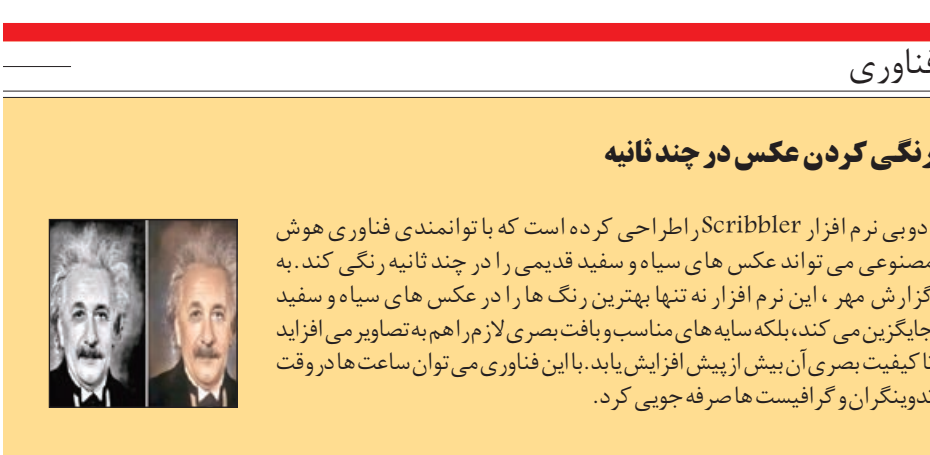 فناوری
رنگی کردن عکس در چند ثانیه
ادوبی نرم افزار Scribbler را طراحی کرده است که با توانمندی فناوری هوش
مصنوعی می تواند عکس های سیاه و سفید قدیمی را در چند ثانیه رنگی کند. به
گزارش مهر ، این نرم افزار نه تنها بهترین رنگ ها را در عکس های سیاه و سفید
جایگزین می کند، بلکه سایه های مناسب و بافت بصری لازم را هم به تصاویر می افزاید
تا کیفیت بصری آن بیش از پیش افزایش یابد. با این فناوری می توان ساعت ها در وقت
تدوینگران و گرافیست ها صرفه جویی کرد.